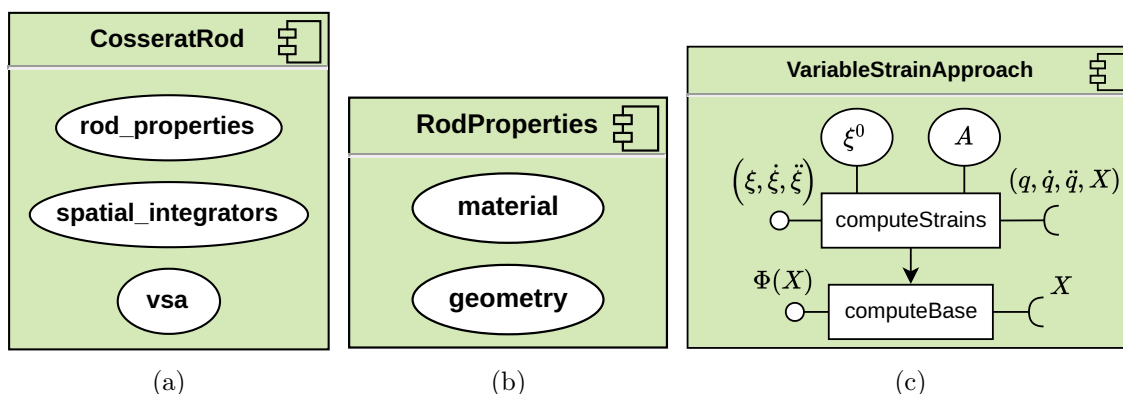 CosseratRod
rod_properties
spatial_integrators
vsa
(a)
RodProperties
material
geometry
(b)
VariableStrainApproach
ξ⁰ A
(ξ, ξ̇, ξ̈) (q, q̇, q̈, X)
computeStrains
Φ(X) X
computeBase
(c)